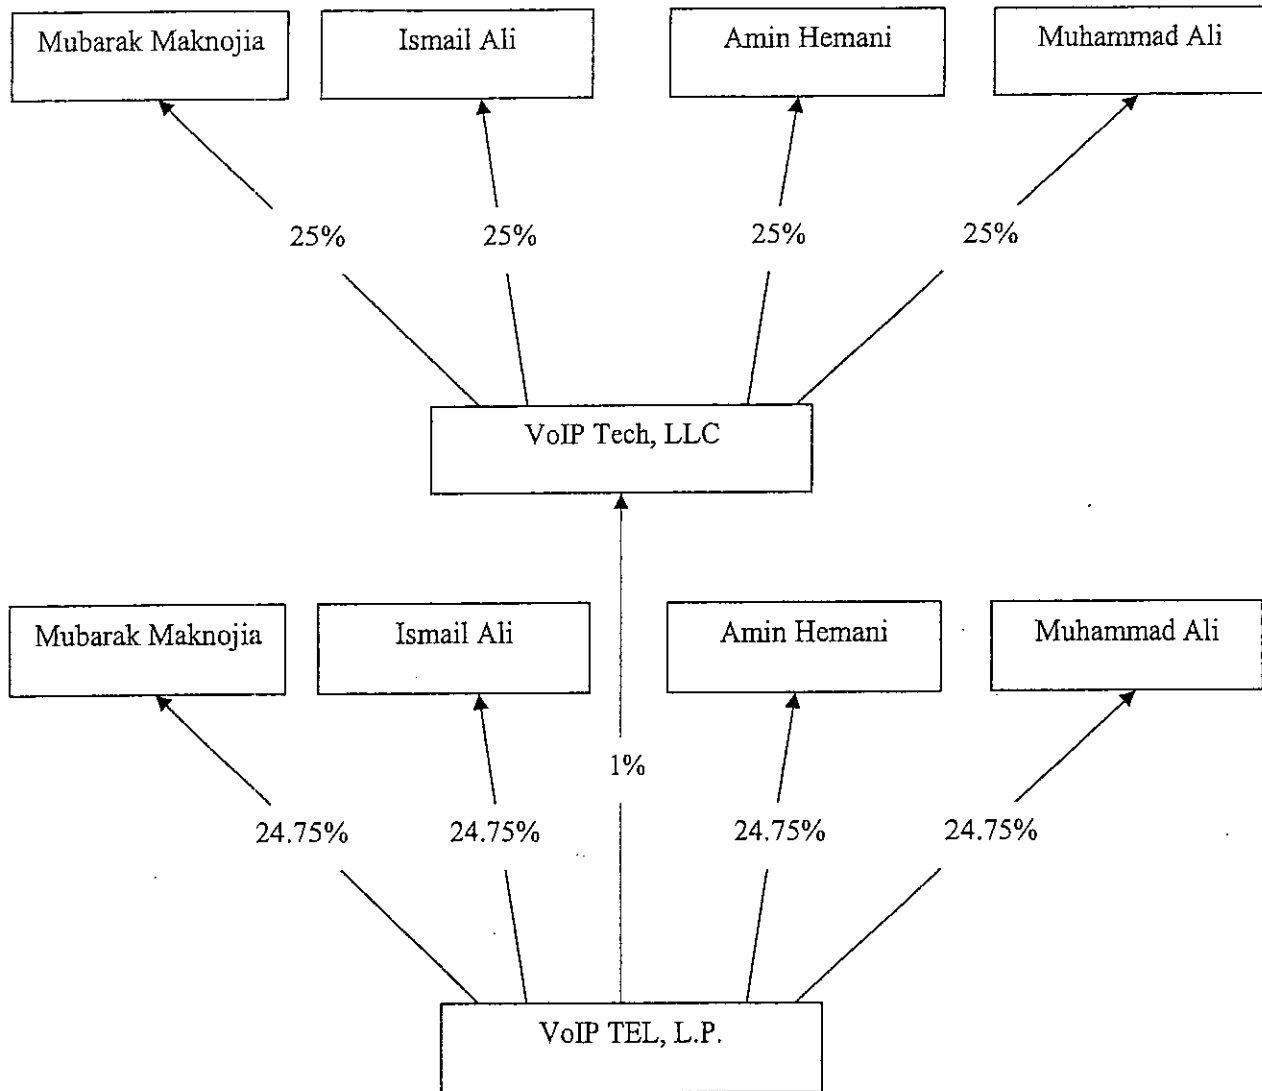 Mubarak Maknojia
Ismail Ali
Amin Hemani
Muhammad Ali
25%
25%
25%
25%
VoIP Tech, LLC
Mubarak Maknojia
Ismail Ali
Amin Hemani
Muhammad Ali
1%
24.75%
24.75%
24.75%
24.75%
VoIP TEL, L.P.